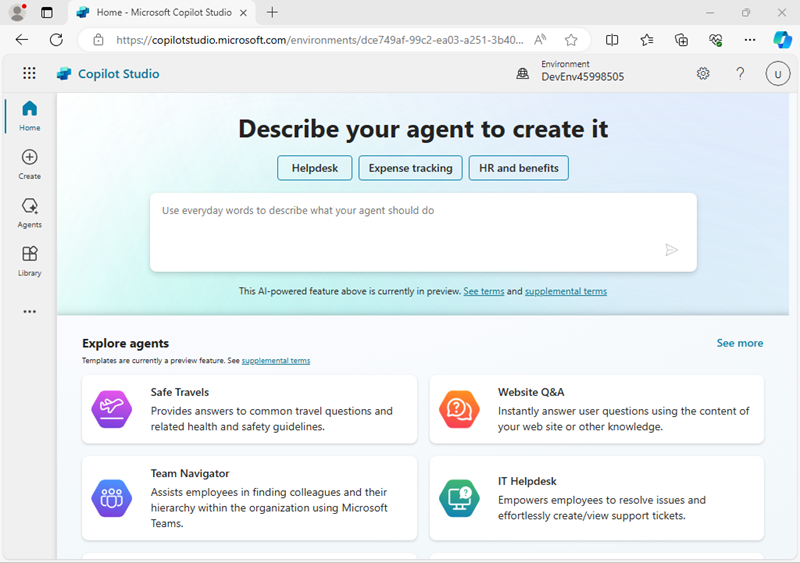 Home - Microsoft Copilot Studio
https://copilotstudio.microsoft.com/environments/dce749af-99c2-ea03-a251-3b40...
Copilot Studio
Environment
DevEnv45998505
U
Home
Create
Agents
Library
Describe your agent to create it
Helpdesk
Expense tracking
HR and benefits
Use everyday words to describe what your agent should do
This AI-powered feature above is currently in preview. See terms and supplemental terms
Explore agents
See more
Templates are currently a preview feature. See supplemental terms
Safe Travels
Provides answers to common travel questions and
related health and safety guidelines.
Website Q&A
Instantly answer user questions using the content of
your web site or other knowledge.
Team Navigator
Assists employees in finding colleagues and their
hierarchy within the organization using Microsoft
Teams.
IT Helpdesk
Empowers employees to resolve issues and
effortlessly create/view support tickets.